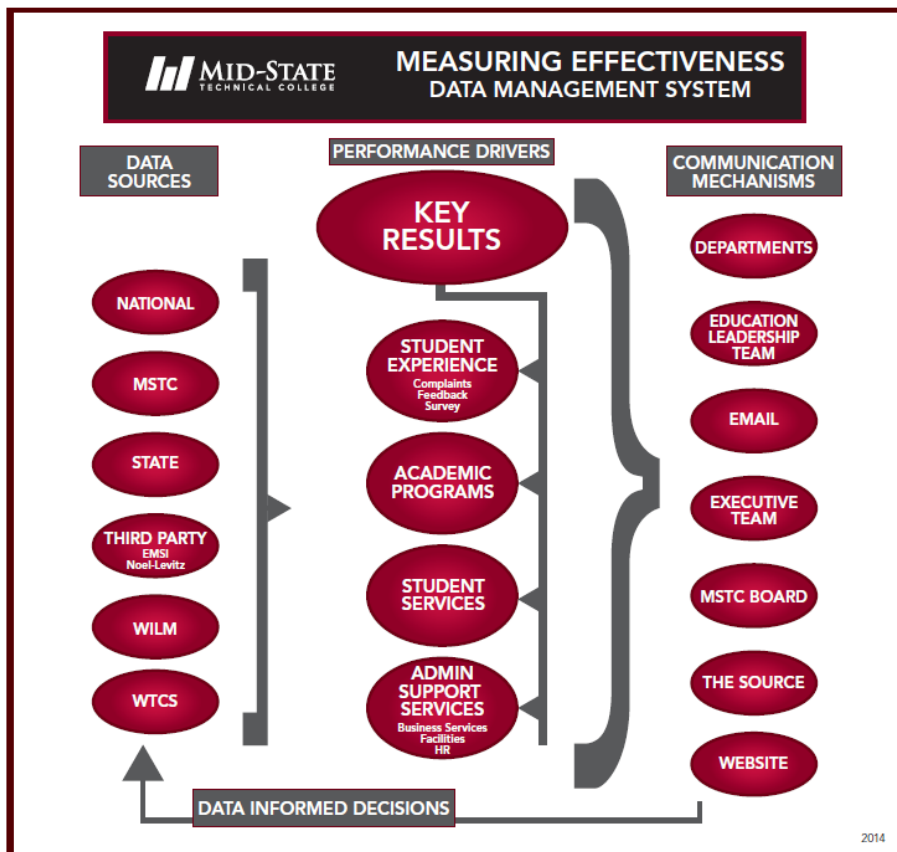 MID-STATE
TECHNICAL COLLEGE
MEASURING EFFECTIVENESS
DATA MANAGEMENT SYSTEM
DATA
SOURCES
NATIONAL
MSTC
STATE
THIRD PARTY
EMSI
Noel-Levitz
WILM
WTCS
PERFORMANCE DRIVERS
KEY
RESULTS
STUDENT
EXPERIENCE
Complaints
Feedback
Survey
ACADEMIC
PROGRAMS
STUDENT
SERVICES
ADMIN
SUPPORT
SERVICES
Business Services
Facilities
HR
COMMUNICATION
MECHANISMS
DEPARTMENTS
EDUCATION
LEADERSHIP
TEAM
EMAIL
EXECUTIVE
TEAM
MSTC BOARD
THE SOURCE
WEBSITE
DATA INFORMED DECISIONS
2014